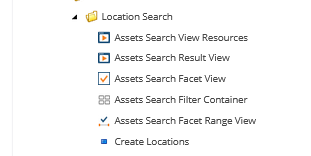 Location Search
Assets Search View Resources
Assets Search Result View
Assets Search Facet View
Assets Search Filter Container
Assets Search Facet Range View
Create Locations